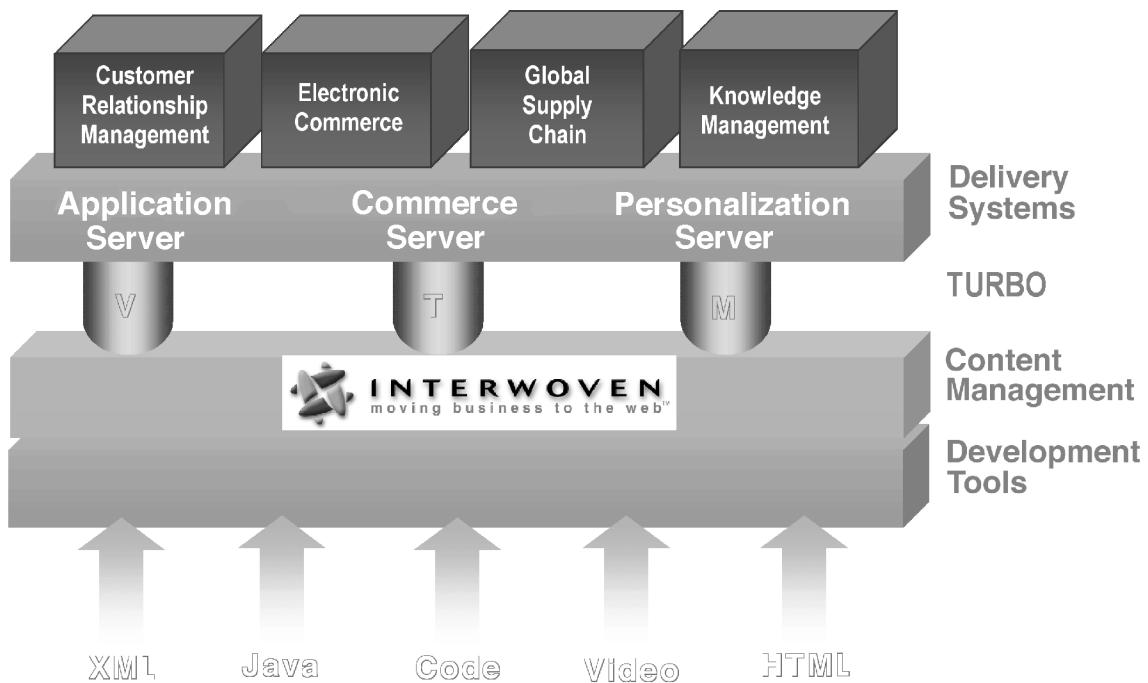 Customer
Relationship
Management
Electronic
Commerce
Global
Supply
Chain
Knowledge
Management
Application
Server
Commerce
Server
Personalization
Server
Delivery
Systems
V
T
M
TURBO
INTERWOVEN
moving business to the web™
Content
Management
Development
Tools
XML
Java
Code
Video
HTML